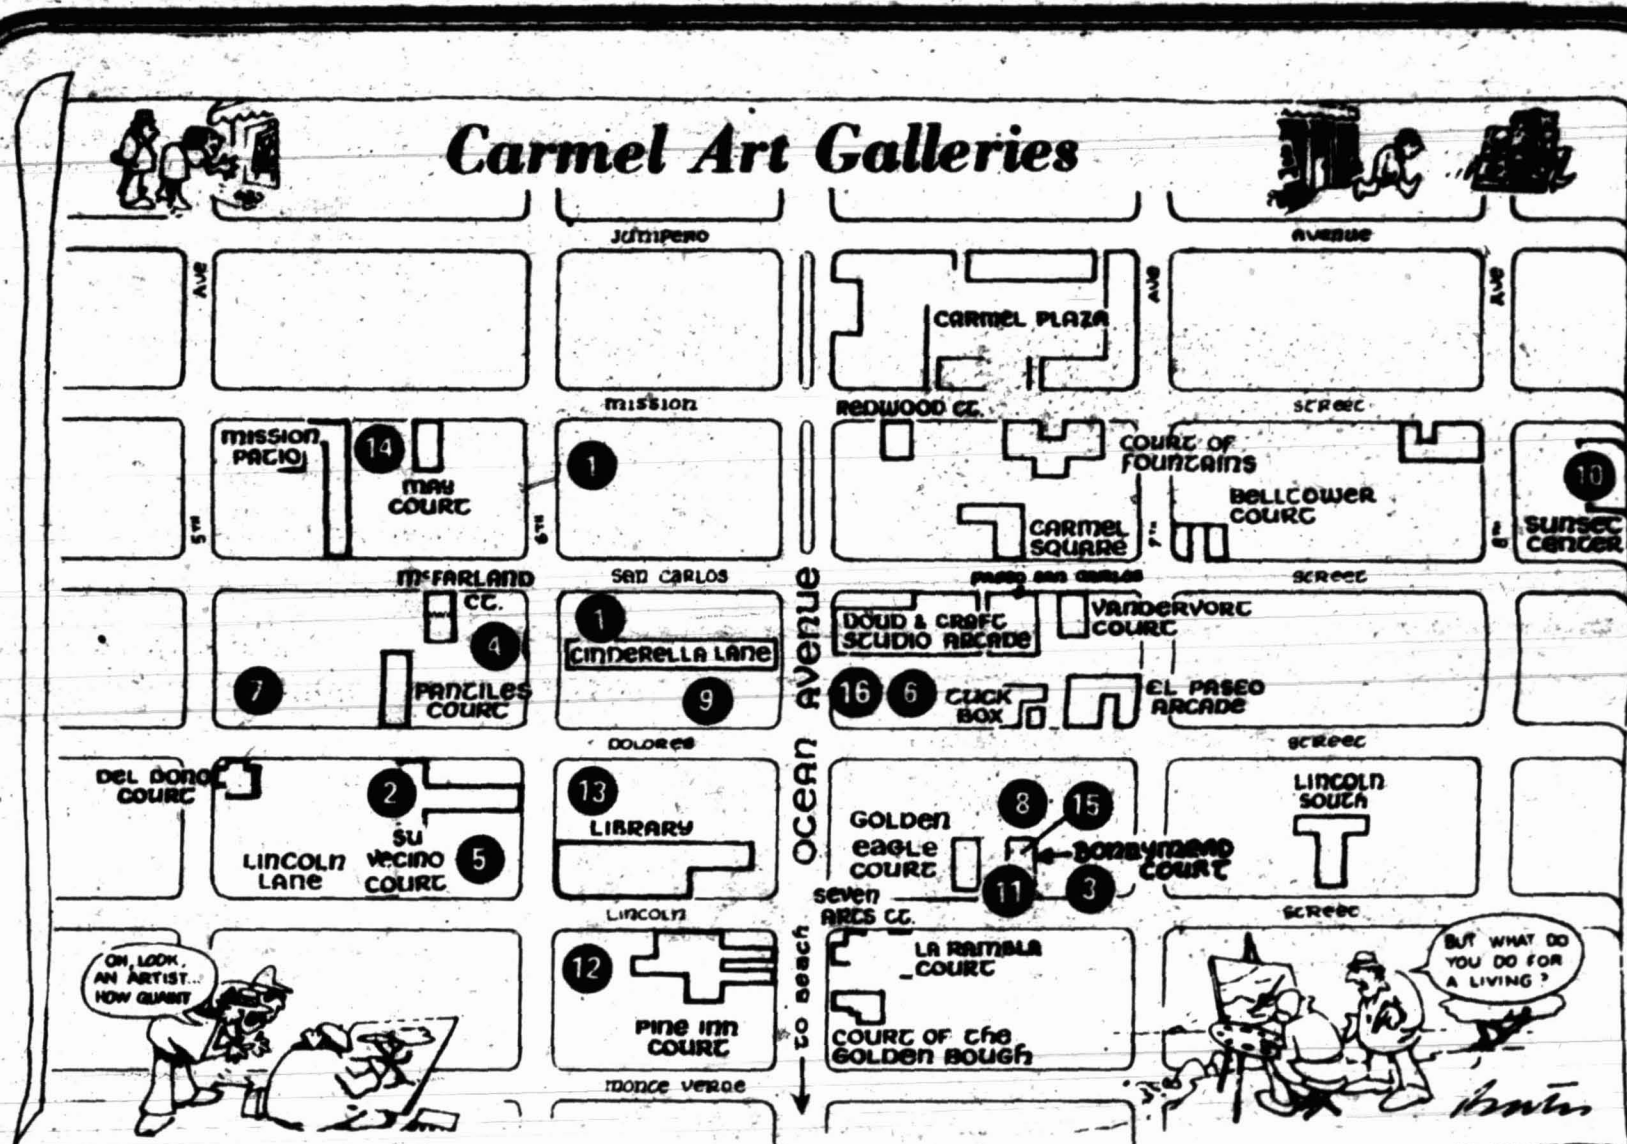 Carmel Art Galleries
JUNIPERO
AVENUE
AVE
AVE
AVE
CARMEL PLAZA
MISSION
REDWOOD CT.
STREET
MISSION
PATIO
14
MAY
COURT
1
COURT OF
FOUNTAINS
BELLTOWER
COURT
10
SUNSET
CENTER
CARMEL
SQUARE
5TH
6TH
7TH
8TH
McFARLAND
CT.
SAN CARLOS
PASEO SAN CARLOS
STREET
4
1
CINDERELLA LANE
DOUD & CRAFT
STUDIO ARCADE
VANDERVORT
COURT
7
PANTILES
COURT
9
16
6
TUCK
BOX
EL PASEO
ARCADE
OCEAN AVENUE
DOLORES
STREET
DEL DONO
COURT
2
SU
VECINO
COURT
5
LINCOLN
LANE
13
LIBRARY
GOLDEN
EAGLE
COURT
8
15
11
3
COURT
LINCOLN
SOUTH
SEVEN
ARTS CT.
LINCOLN
STREET
12
PINE INN
COURT
LA RAMBLA
COURT
COURT OF THE
GOLDEN BOUGH
TO BEACH
MONTE VERDE
OH, LOOK,
AN ARTIST...
HOW QUAINT
BUT WHAT DO
YOU DO FOR
A LIVING?